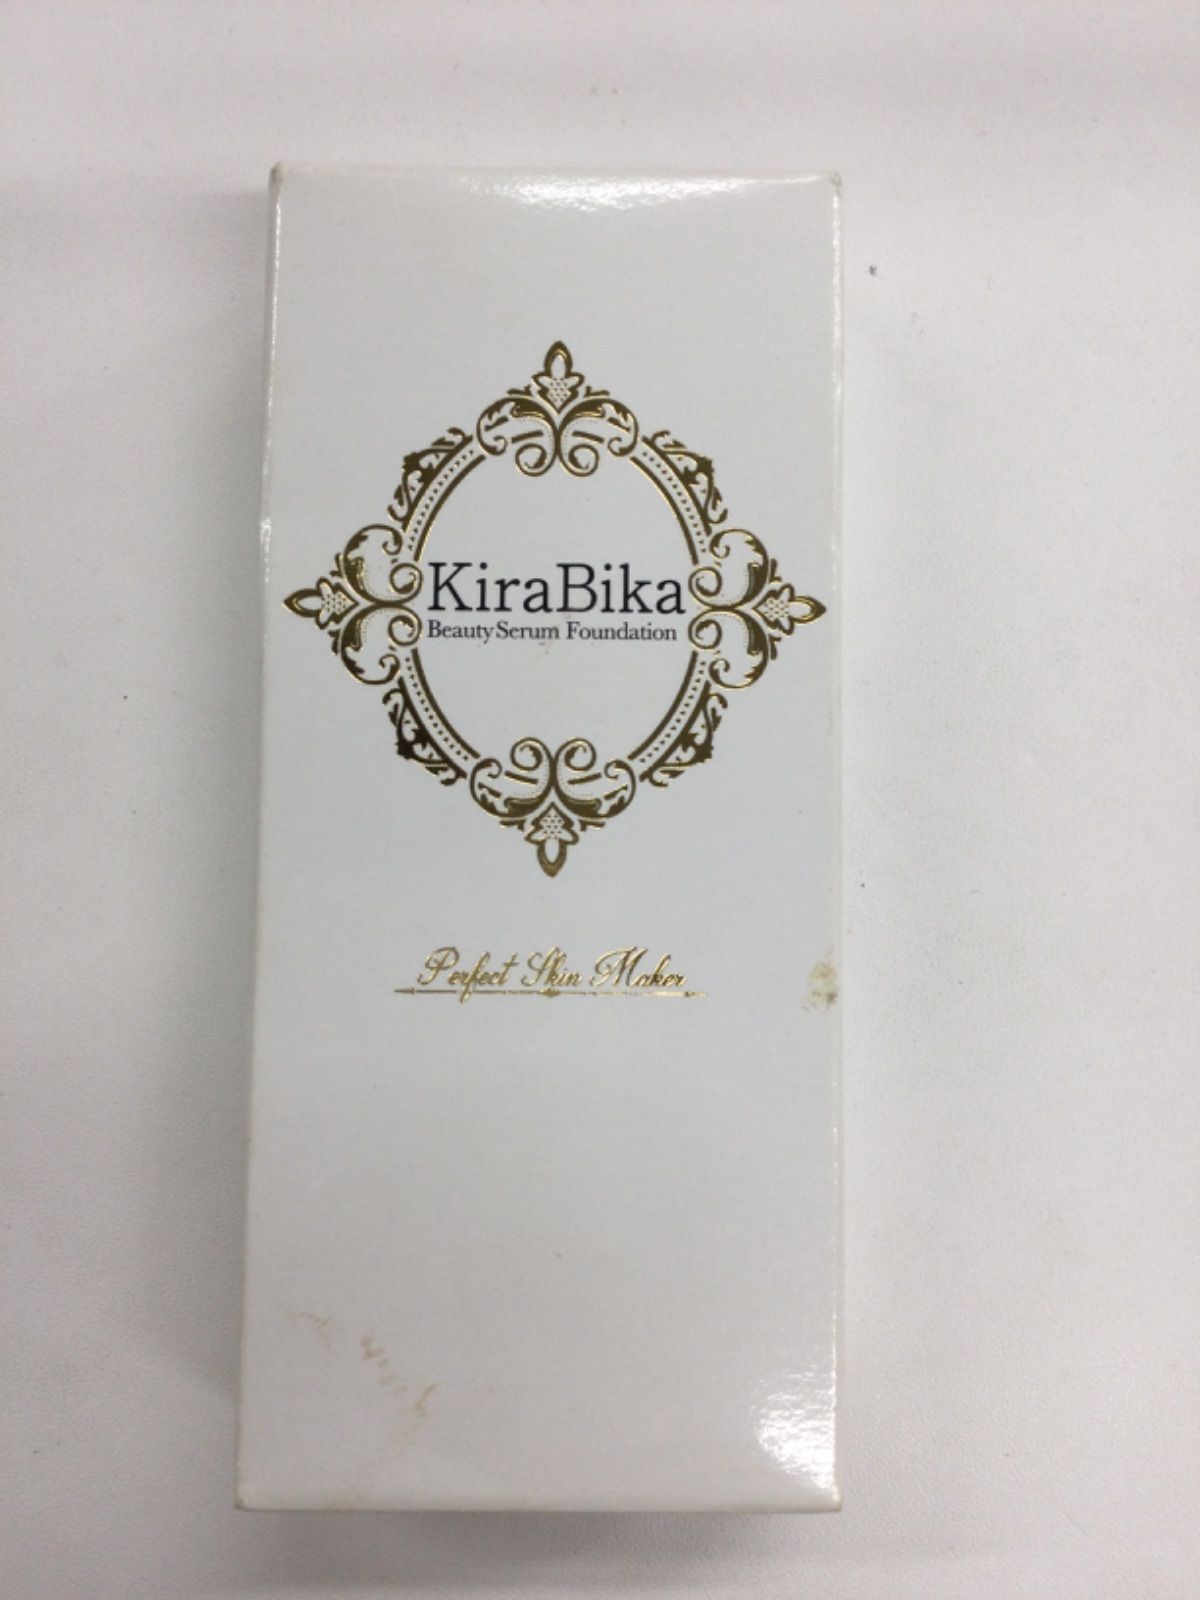 KiraBika
Beauty Serum Foundation
Perfect Skin Maker